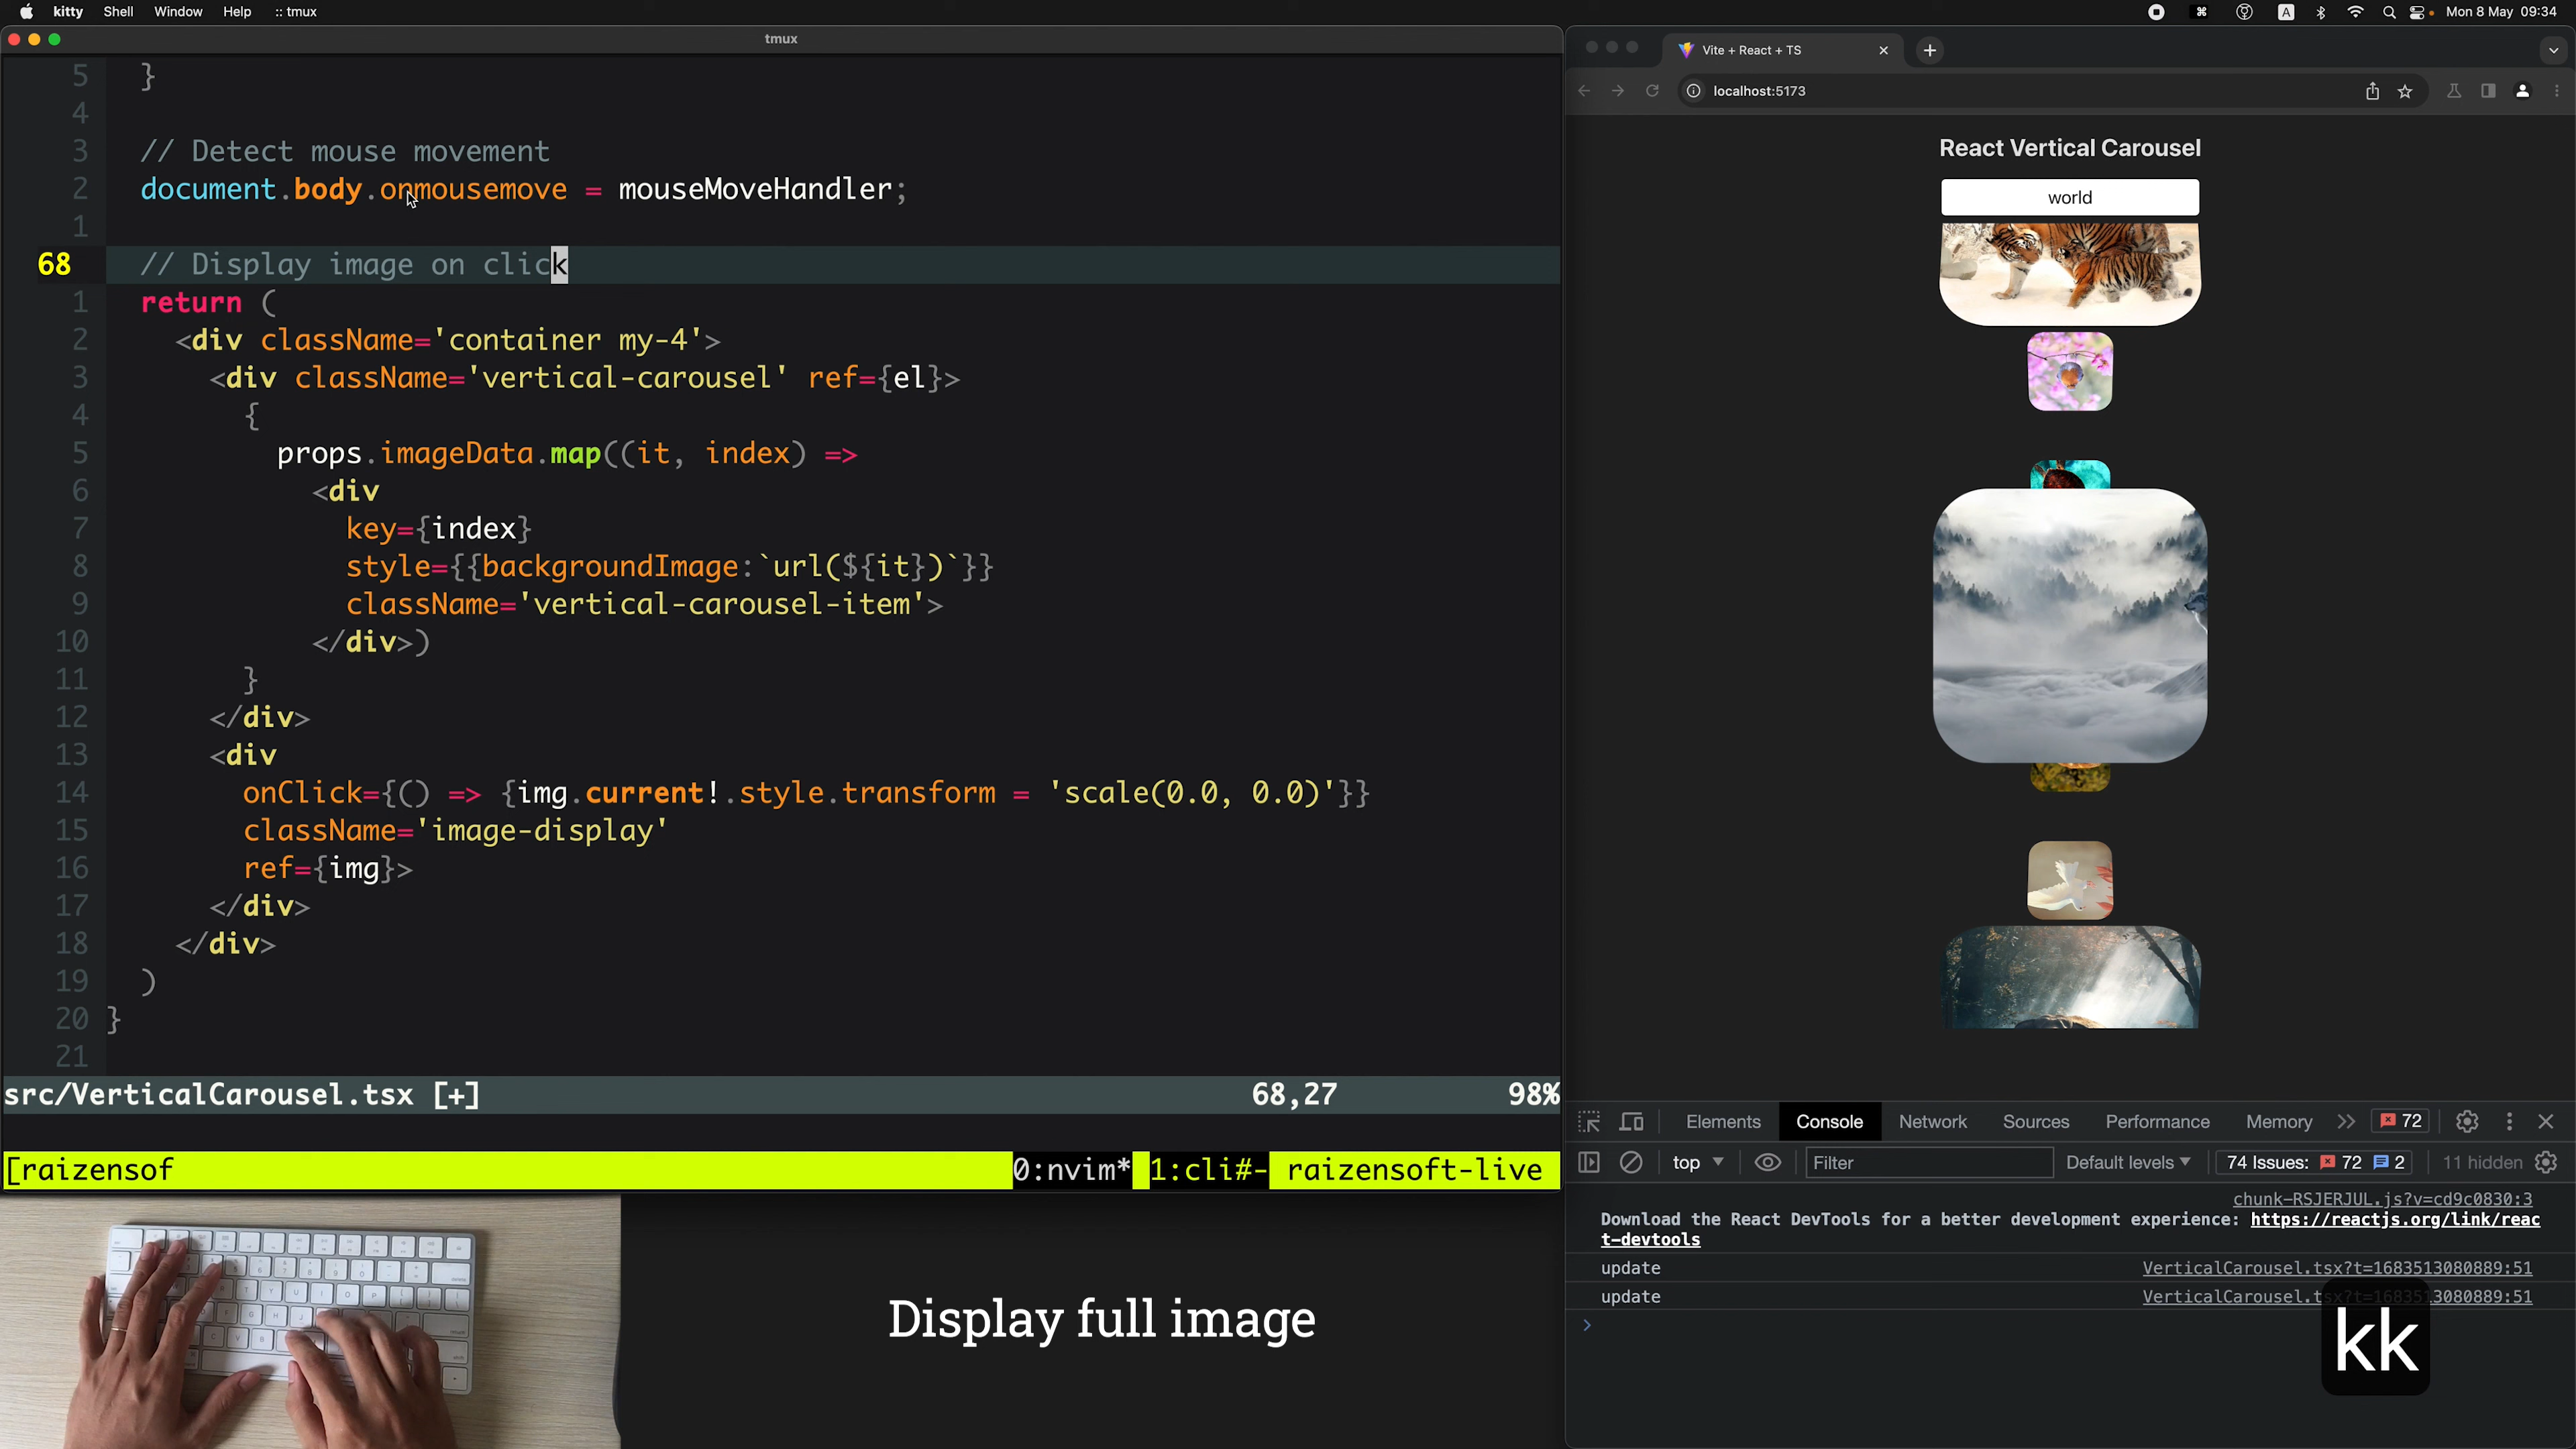 kitty Shell Window Help :: tmux
A Mon 8 May 09:34
tmux
5 }
4
3 // Detect mouse movement
2 document.body.onmousemove = mouseMoveHandler;
1
68 // Display image on click
1 return (
2 <div className='container my-4'>
3 <div className='vertical-carousel' ref={el}>
4 {
5 props.imageData.map((it, index) =>
6 <div
7 key={index}
8 style={{backgroundImage:`url(${it})`}}
9 className='vertical-carousel-item'>
10 </div>)
11 }
12 </div>
13 <div
14 onClick={() => {img.current!.style.transform = 'scale(0.0, 0.0)'}}
15 className='image-display'
16 ref={img}>
17 </div>
18 </div>
19 )
20 }
21
src/VerticalCarousel.tsx [+] 68,27 98%
[raizensof 0:nvim* 1:cli#- raizensoft-live
Display full image
Vite + React + TS
localhost:5173
React Vertical Carousel
world
Elements Console Network Sources Performance Memory 72
top Filter Default levels 74 Issues: 72 2 11 hidden
chunk-RSJERJUL.js?v=cd9c0830:3
Download the React DevTools for a better development experience: https://reactjs.org/link/reac
t-devtools
update VerticalCarousel.tsx?t=1683513080889:51
update VerticalCarousel.tsx?t=1683513080889:51
kk